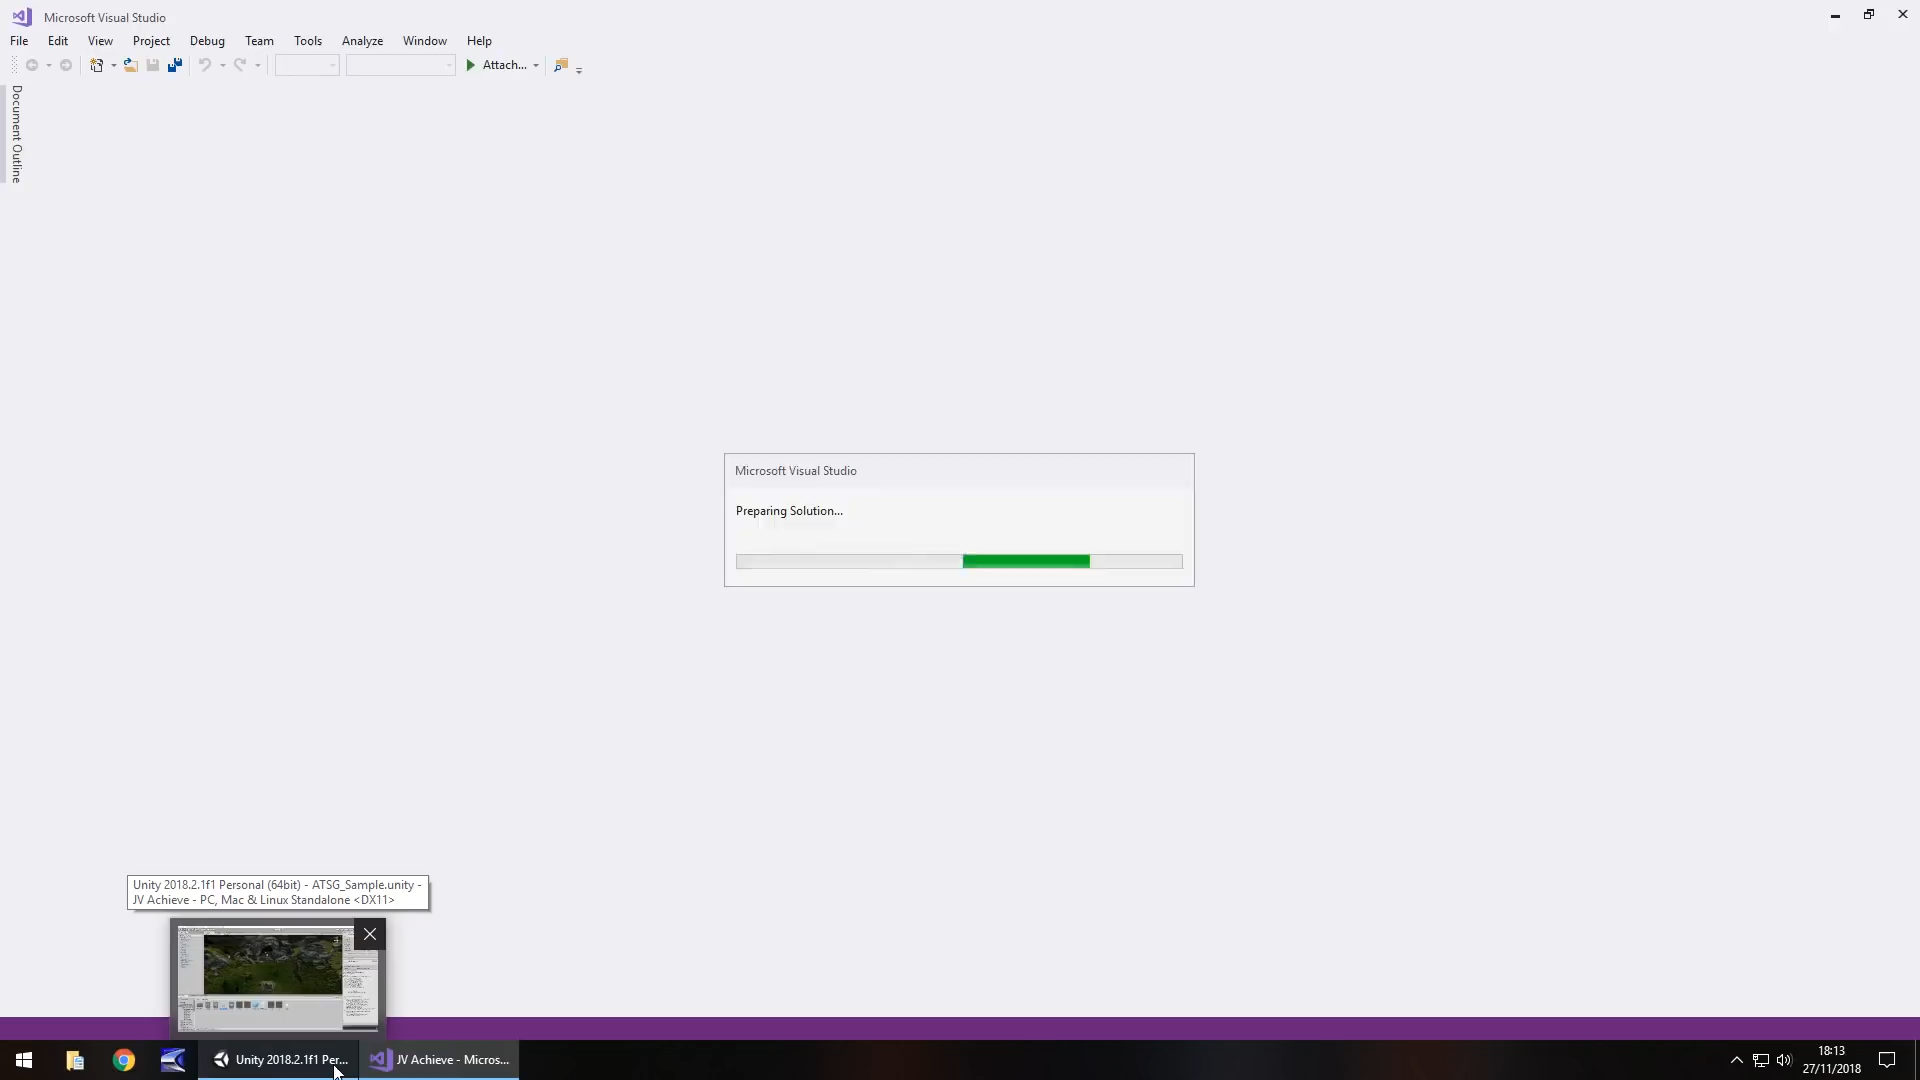 Microsoft Visual Studio
File Edit View Project Debug Team Tools Analyze Window Help
Attach...
Document Outline
Microsoft Visual Studio
Preparing Solution...
Unity 2018.2.1f1 Personal (64bit) - ATSG_Sample.unity -
JV Achieve - PC, Mac & Linux Standalone <DX11>
Unity 2018.2.1f1 Per...
JV Achieve - Micros...
18:13
27/11/2018